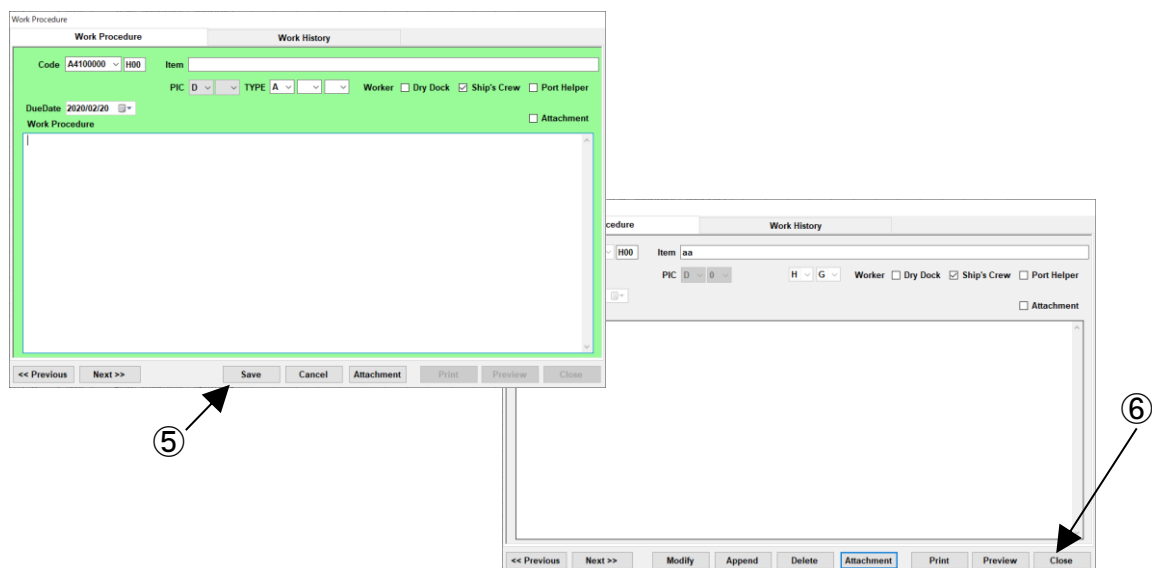 Work Procedure
Work Procedure Work History
Code A4100000 H00 Item
PIC D TYPE A Worker Dry Dock Ship's Crew Port Helper
DueDate 2020/02/20
Attachment
Work Procedure
<< Previous Next >> Save Cancel Attachment Print Preview Close
⑤
cedure Work History
H00 Item aa
PIC D 0 H G Worker Dry Dock Ship's Crew Port Helper
Attachment
⑥
<< Previous Next >> Modify Append Delete Attachment Print Preview Close